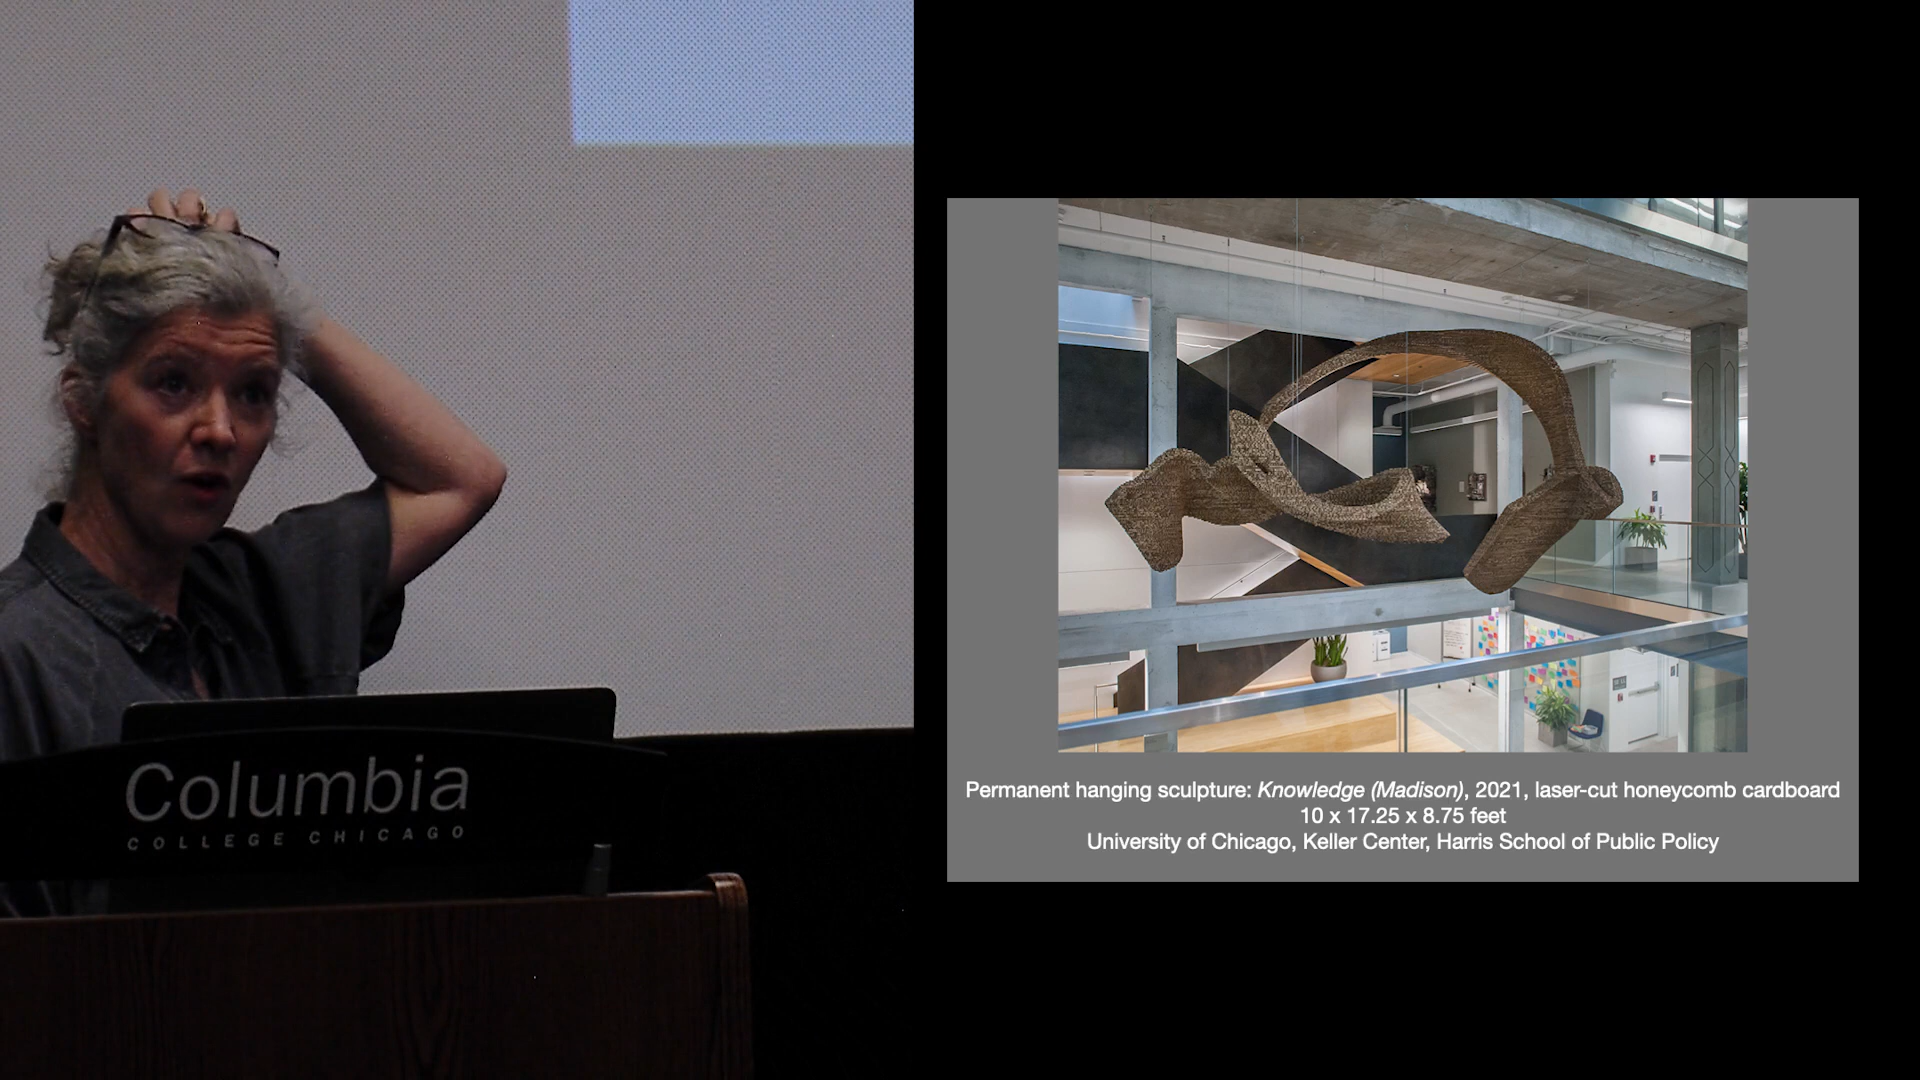 Columbia
COLLEGE CHICAGO
Permanent hanging sculpture: Knowledge (Madison), 2021, laser-cut honeycomb cardboard
10 x 17.25 x 8.75 feet
University of Chicago, Keller Center, Harris School of Public Policy